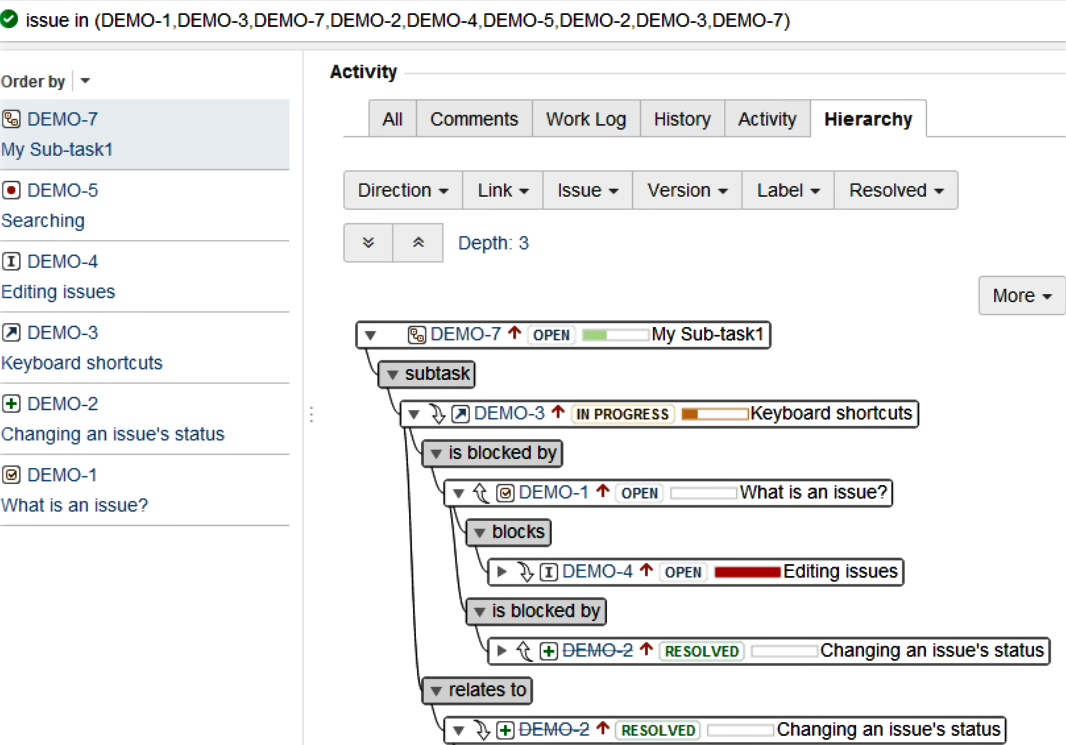 issue in (DEMO-1,DEMO-3,DEMO-7,DEMO-2,DEMO-4,DEMO-5,DEMO-2,DEMO-3,DEMO-7)
Order by
DEMO-7
My Sub-task1
DEMO-5
Searching
DEMO-4
Editing issues
DEMO-3
Keyboard shortcuts
DEMO-2
Changing an issue's status
DEMO-1
What is an issue?
Activity
All Comments Work Log History Activity Hierarchy
Direction Link Issue Version Label Resolved
Depth: 3
More
DEMO-7 OPEN My Sub-task1
subtask
DEMO-3 IN PROGRESS Keyboard shortcuts
is blocked by
DEMO-1 OPEN What is an issue?
blocks
DEMO-4 OPEN Editing issues
is blocked by
DEMO-2 RESOLVED Changing an issue's status
relates to
DEMO-2 RESOLVED Changing an issue's status